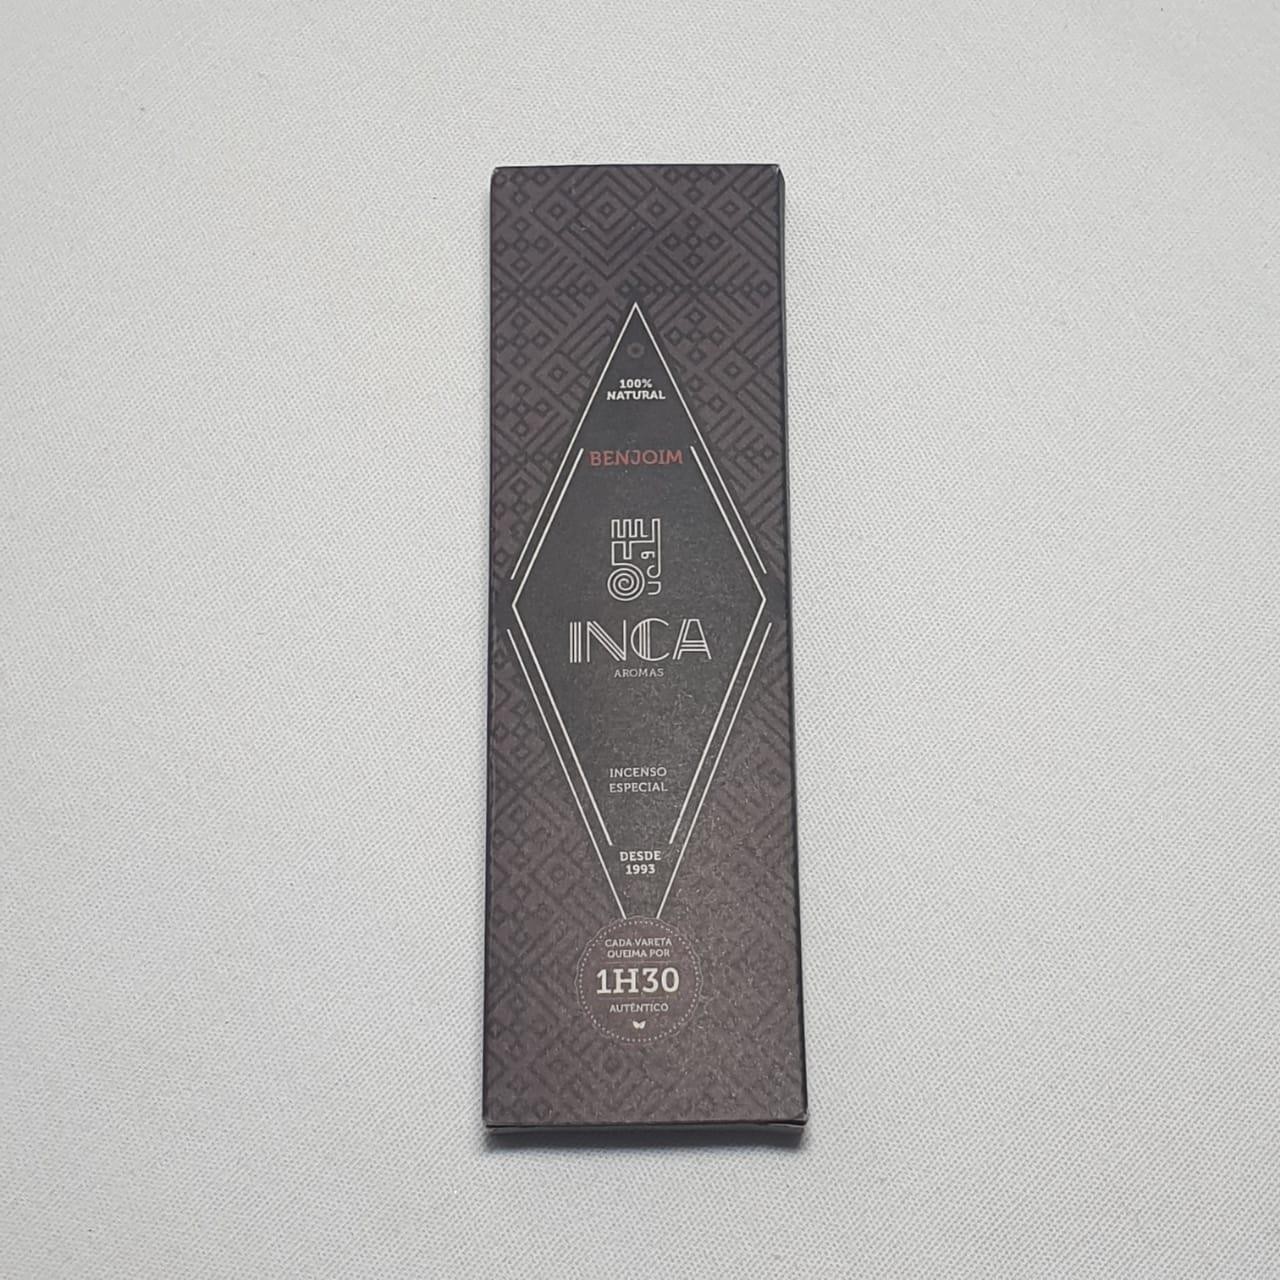 100%
NATURAL
BENJOIM
INCA
AROMAS
INCENSO
ESPECIAL
DESDE
1993
CADA VARETA
QUEIMA POR
1H30
AUTÊNTICO